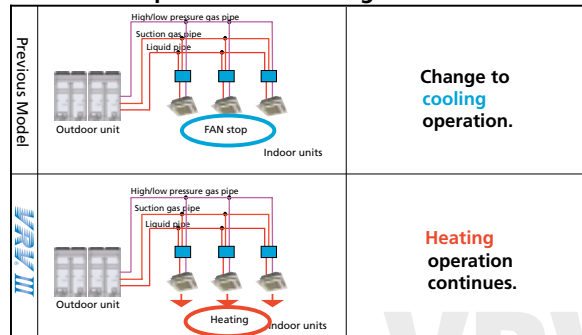 Previous Model
High/low pressure gas pipe
Suction gas pipe
Liquid pipe
Outdoor unit
FAN stop
Indoor units
Change to
cooling
operation.
VRV III
High/low pressure gas pipe
Suction gas pipe
Liquid pipe
Outdoor unit
Heating
Indoor units
Heating
operation
continues.